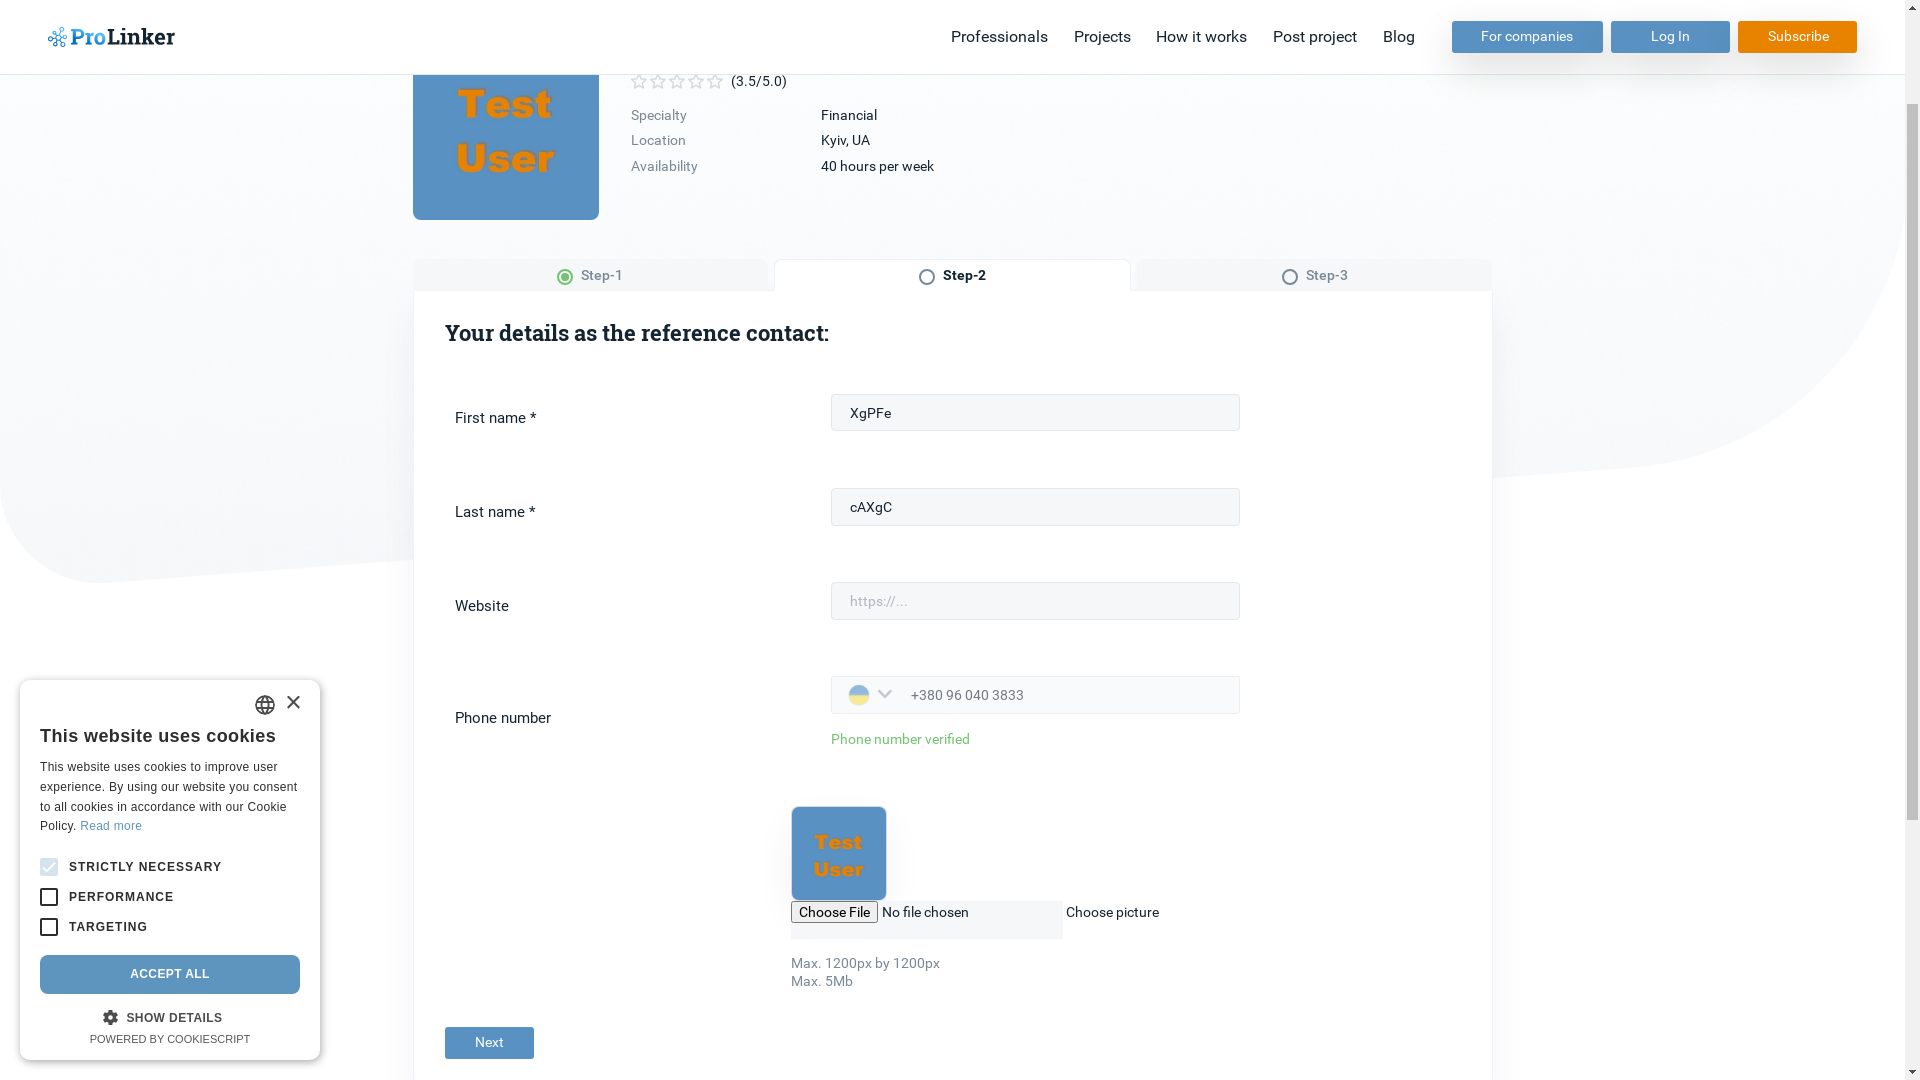 ProLinker
Professionals
Projects
How it works
Post project
Blog
For companies
Log In
Subscribe
Test
User
(3.5/5.0)
Specialty
Financial
Location
Kyiv, UA
Availability
40 hours per week
Step-1
Step-2
Step-3
Your details as the reference contact:
First name *
XgPFe
Last name *
cAXgC
Website
https://...
Phone number
+380 96 040 3833
Phone number verified
Test
User
Choose File No file chosen
Choose picture
Max. 1200px by 1200px
Max. 5Mb
Next
×
This website uses cookies
This website uses cookies to improve user
experience. By using our website you consent
to all cookies in accordance with our Cookie
Policy. Read more
STRICTLY NECESSARY
PERFORMANCE
TARGETING
ACCEPT ALL
SHOW DETAILS
POWERED BY COOKIESCRIPT